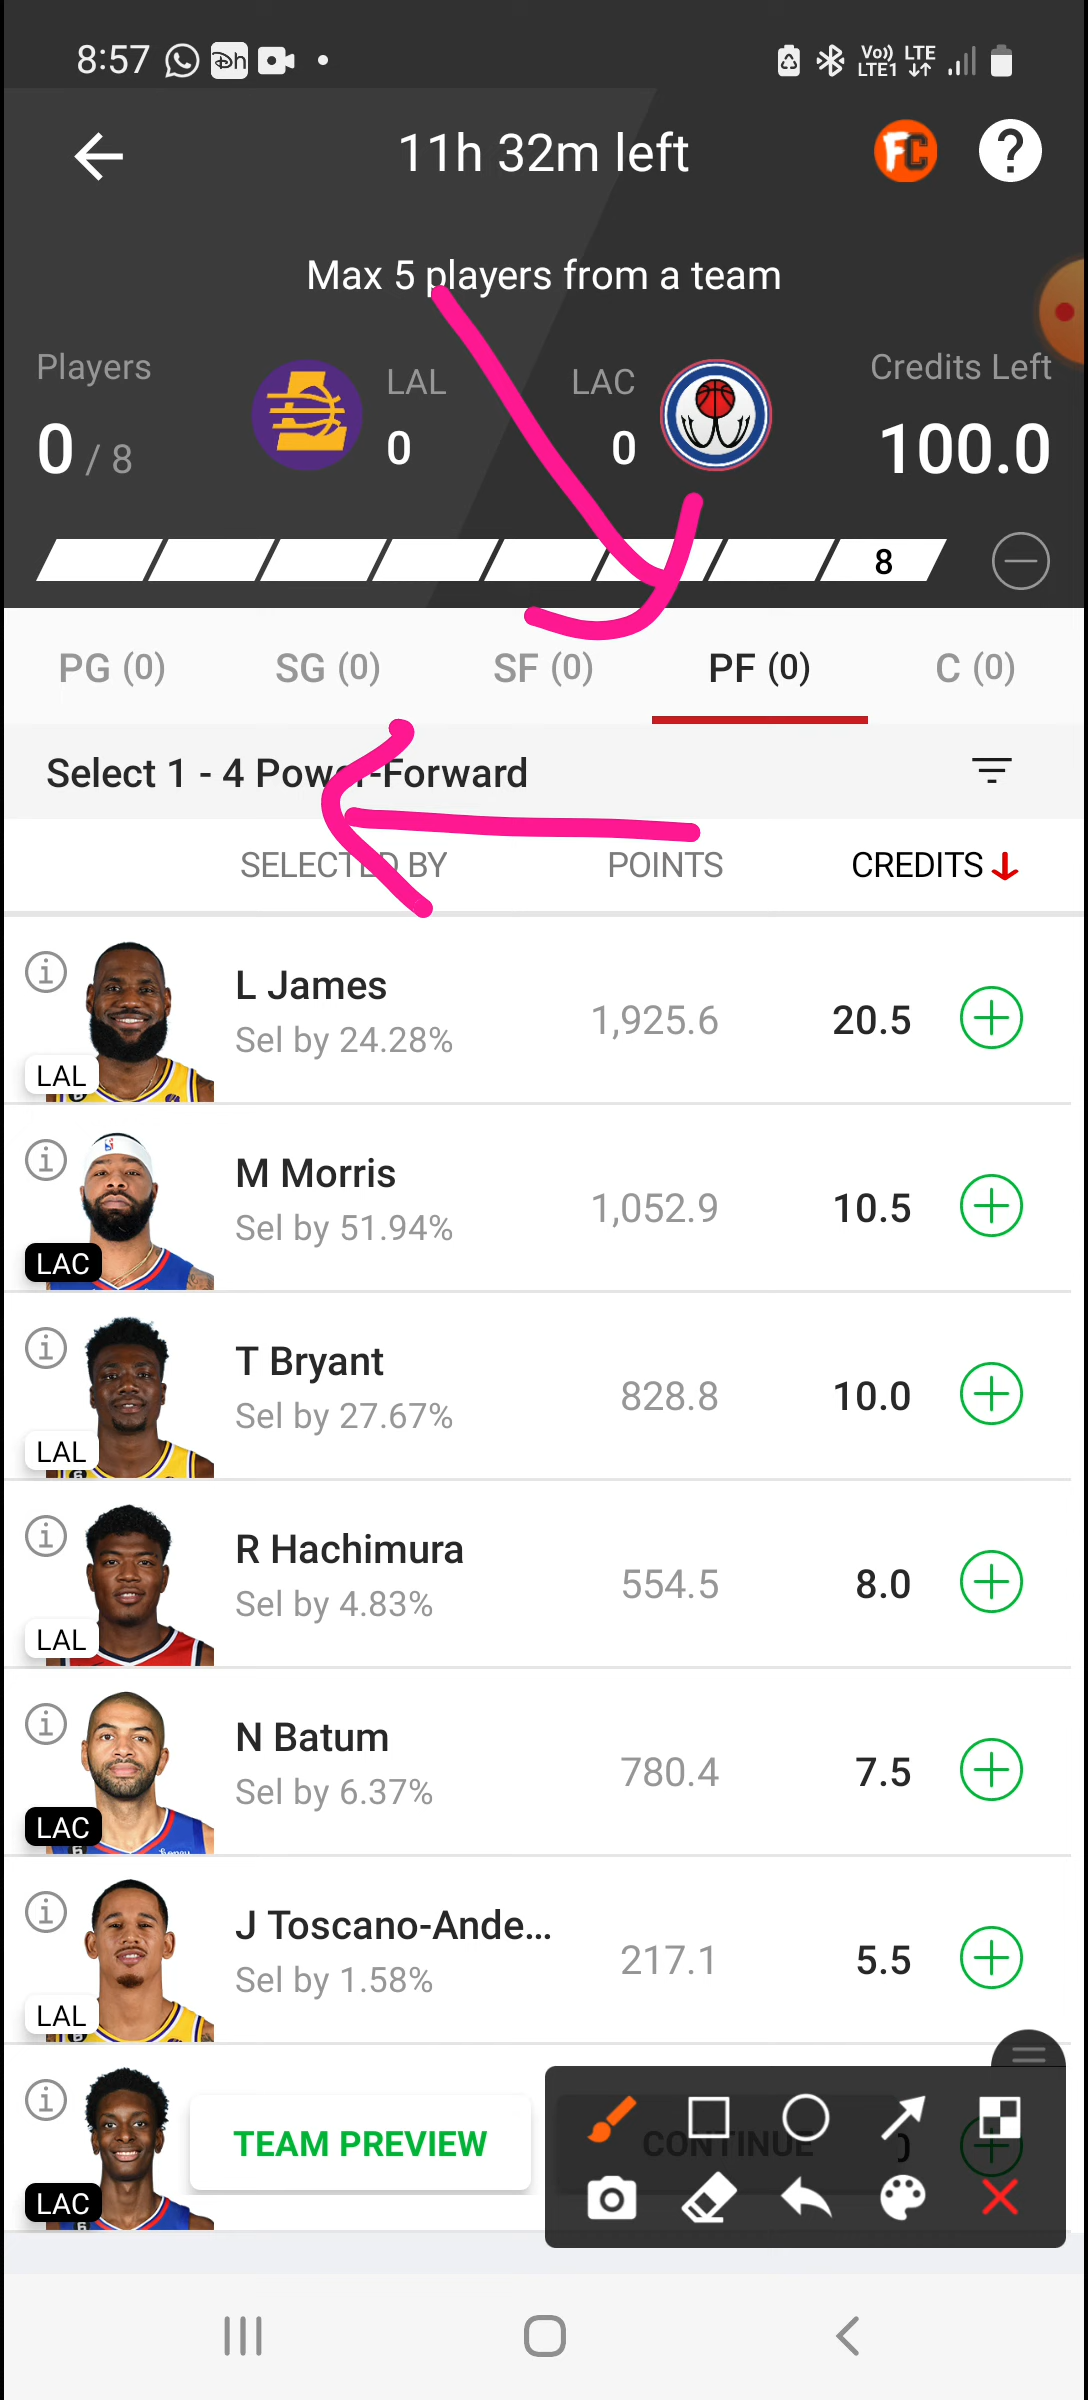 8:57 Vo)) LTE
LTE1
11h 32m left FC ?
Max 5 players from a team
Players LAL LAC Credits Left
0 / 8 0 0 100.0
8
PG (0) SG (0) SF (0) PF (0) C (0)
Select 1 - 4 Power-Forward
SELECTED BY POINTS CREDITS
L James
Sel by 24.28% 1,925.6 20.5
LAL
M Morris
Sel by 51.94% 1,052.9 10.5
LAC
T Bryant
Sel by 27.67% 828.8 10.0
LAL
R Hachimura
Sel by 4.83% 554.5 8.0
LAL
N Batum
Sel by 6.37% 780.4 7.5
LAC
J Toscano-Ande...
Sel by 1.58% 217.1 5.5
LAL
TEAM PREVIEW CONTINUE
LAC